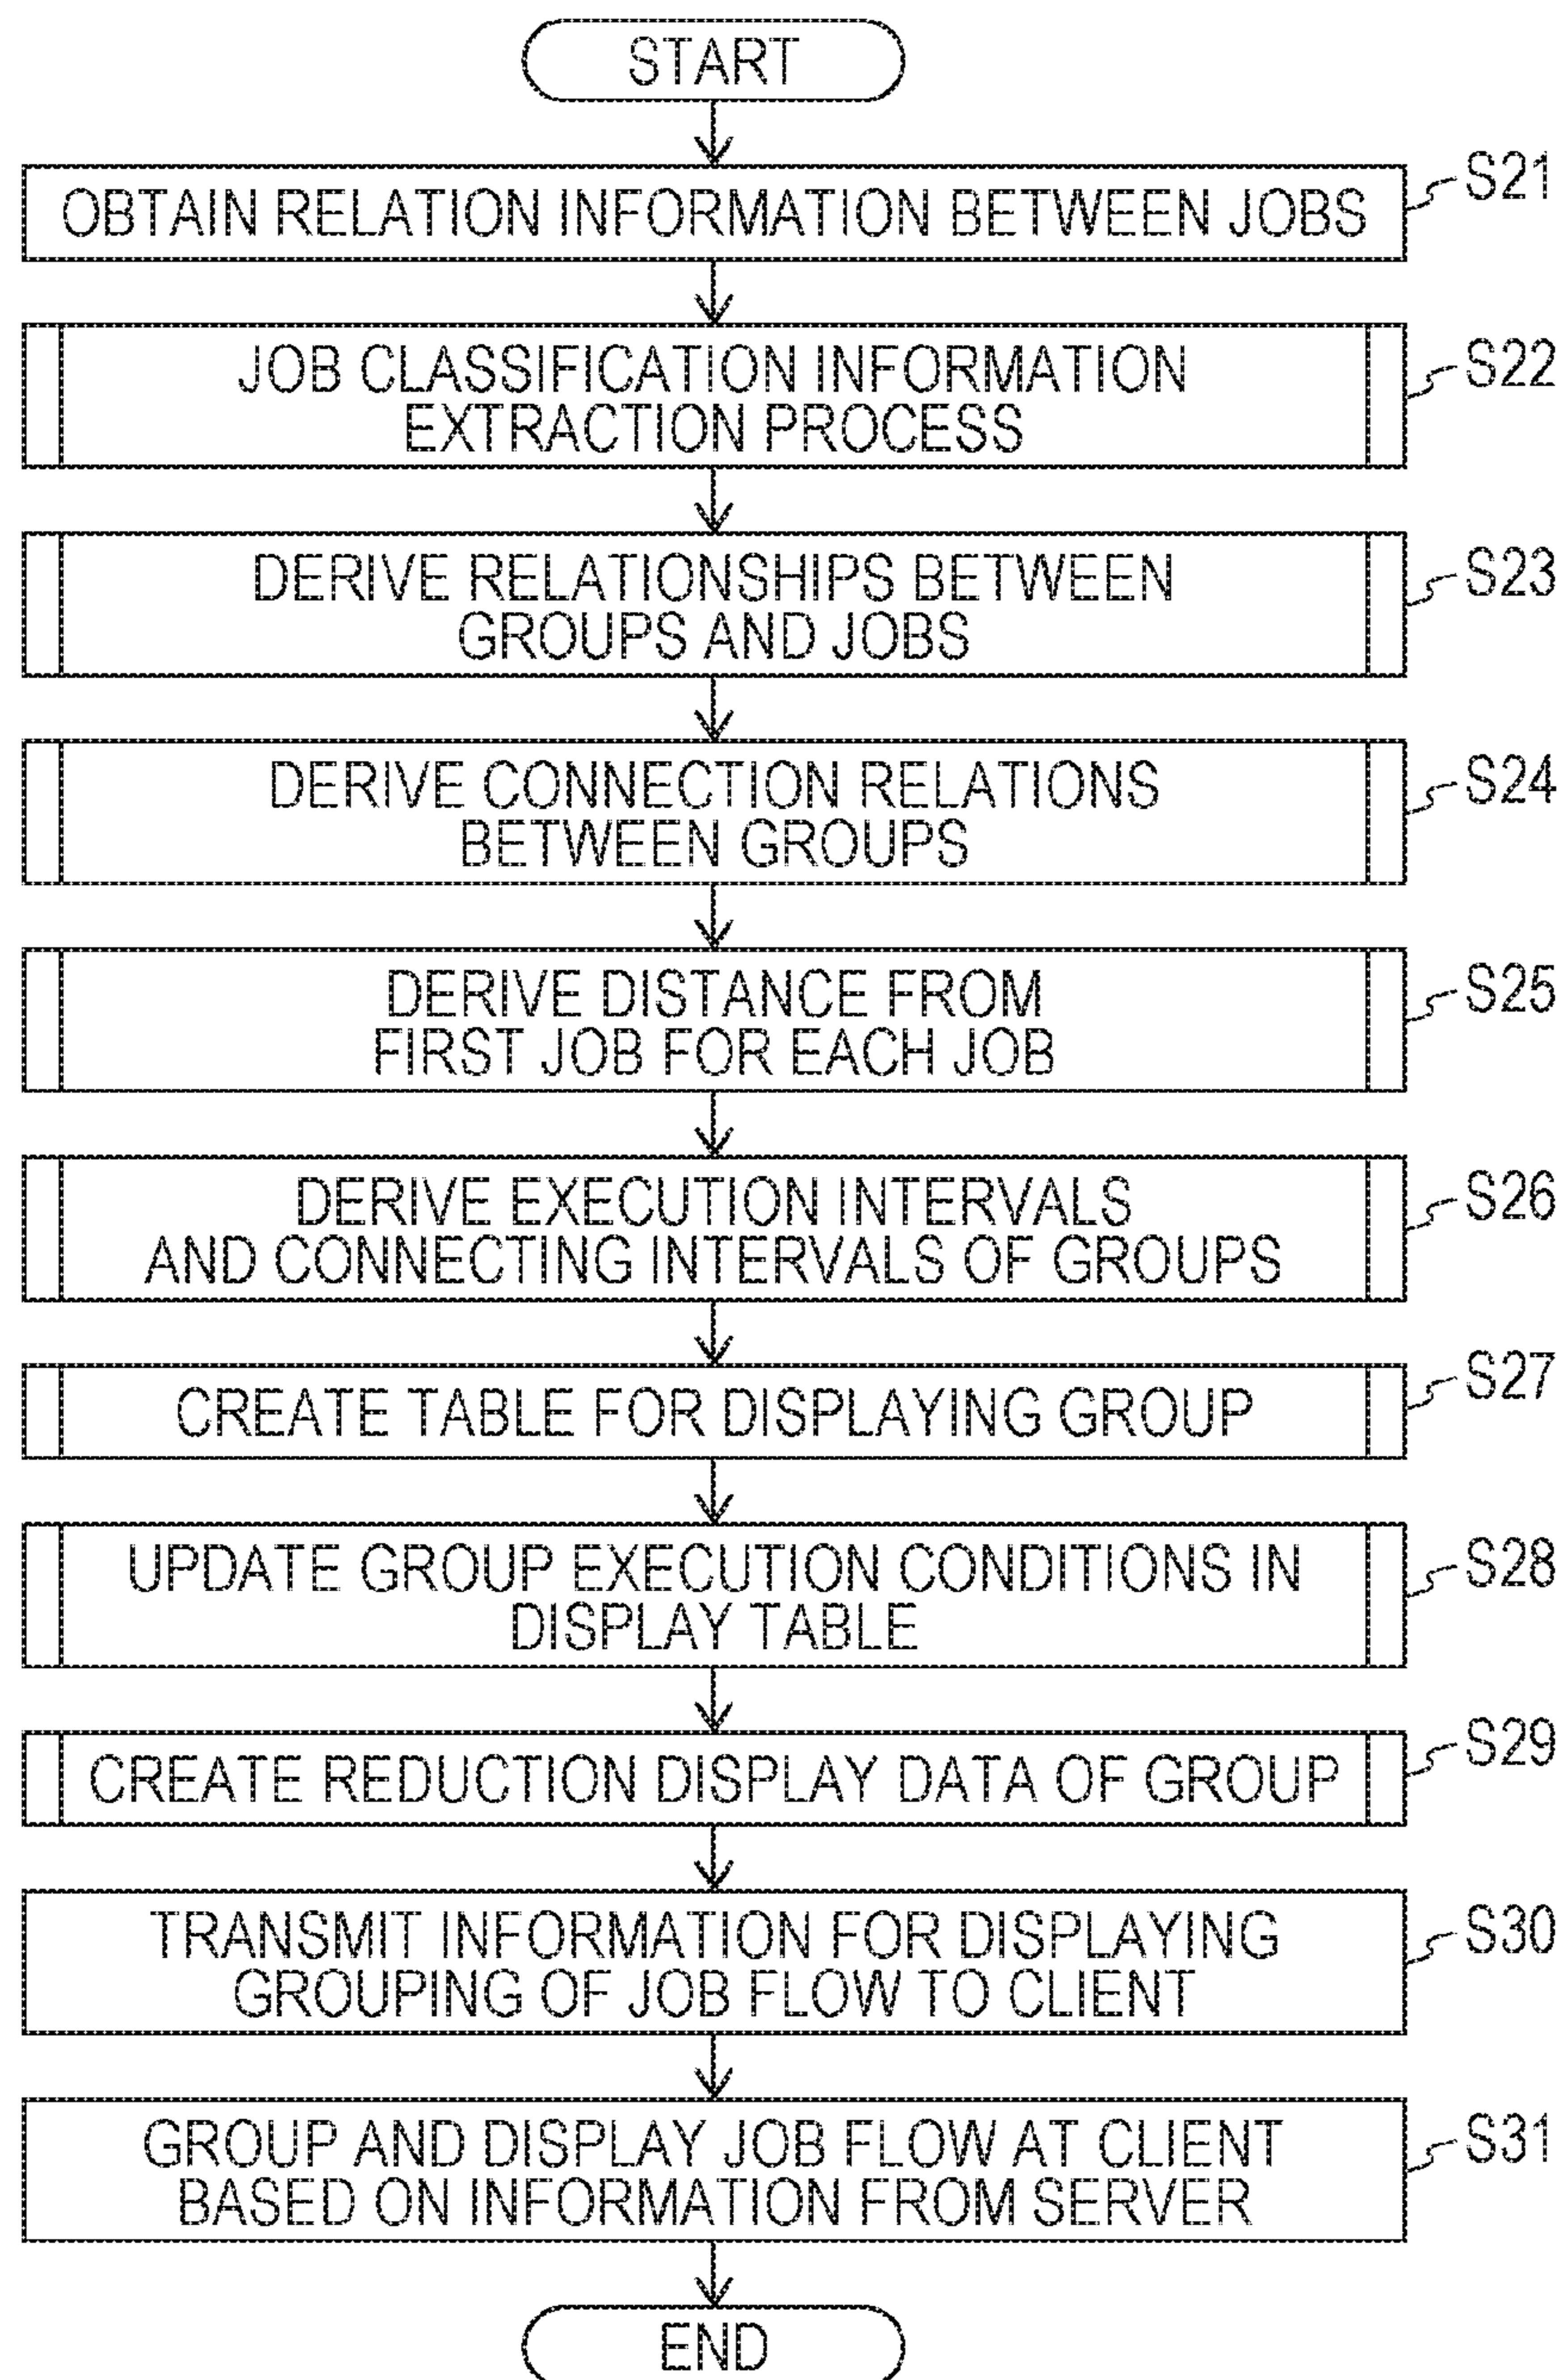 START
OBTAIN RELATION INFORMATION BETWEEN JOBS
S21
JOB CLASSIFICATION INFORMATION
EXTRACTION PROCESS
S22
DERIVE RELATIONSHIPS BETWEEN
GROUPS AND JOBS
S23
DERIVE CONNECTION RELATIONS
BETWEEN GROUPS
S24
DERIVE DISTANCE FROM
FIRST JOB FOR EACH JOB
S25
DERIVE EXECUTION INTERVALS
AND CONNECTING INTERVALS OF GROUPS
S26
CREATE TABLE FOR DISPLAYING GROUP
S27
UPDATE GROUP EXECUTION CONDITIONS IN
DISPLAY TABLE
S28
CREATE REDUCTION DISPLAY DATA OF GROUP
S29
TRANSMIT INFORMATION FOR DISPLAYING
GROUPING OF JOB FLOW TO CLIENT
S30
GROUP AND DISPLAY JOB FLOW AT CLIENT
BASED ON INFORMATION FROM SERVER
S31
END